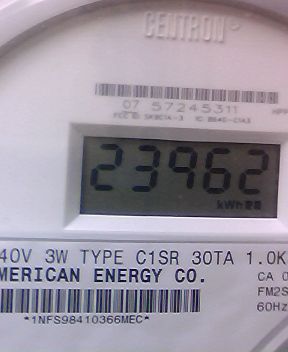 CENTRON®
07 57245311
23962
kWh
40V 3W TYPE C1SR 30TA 1.0K
MERICAN ENERGY CO. CA 0
FM2S
60Hz
*1NFS98410366MEC*